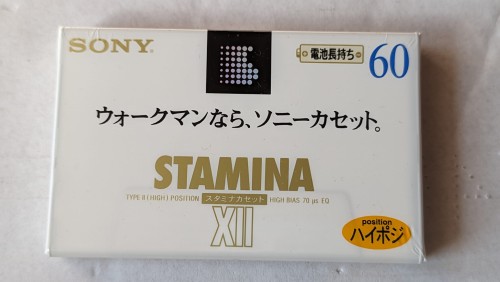 SONY
電池長持ち 60
ウォークマンなら、ソニーカセット。
STAMINA
TYPE II (HIGH) POSITION スタミナカセット HIGH BIAS 70 μs EQ
XII
position
ハイポジ